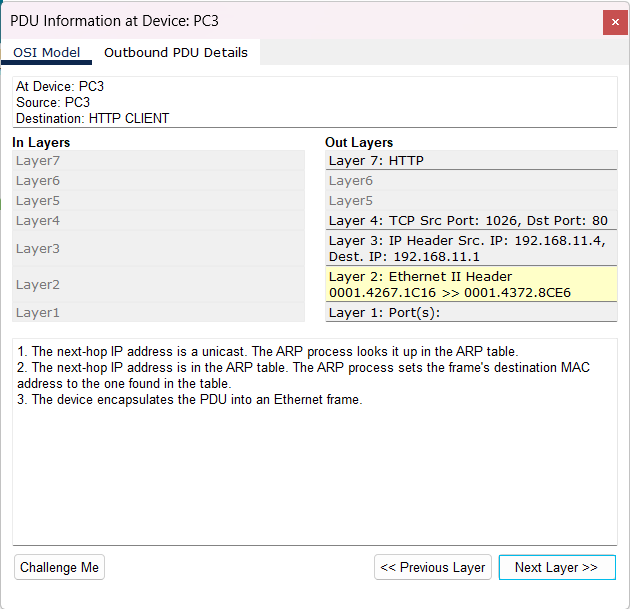 PDU Information at Device: PC3
OSI Model
Outbound PDU Details
At Device: PC3
Source: PC3
Destination: HTTP CLIENT
In Layers
Layer7
Layer6
Layer5
Layer4
Layer3
Layer2
Layer1
Out Layers
Layer 7: HTTP
Layer6
Layer5
Layer 4: TCP Src Port: 1026, Dst Port: 80
Layer 3: IP Header Src. IP: 192.168.11.4,
Dest. IP: 192.168.11.1
Layer 2: Ethernet II Header
0001.4267.1C16 >> 0001.4372.8CE6
Layer 1: Port(s):
1. The next-hop IP address is a unicast. The ARP process looks it up in the ARP table.
2. The next-hop IP address is in the ARP table. The ARP process sets the frame's destination MAC
address to the one found in the table.
3. The device encapsulates the PDU into an Ethernet frame.
Challenge Me
<< Previous Layer
Next Layer >>